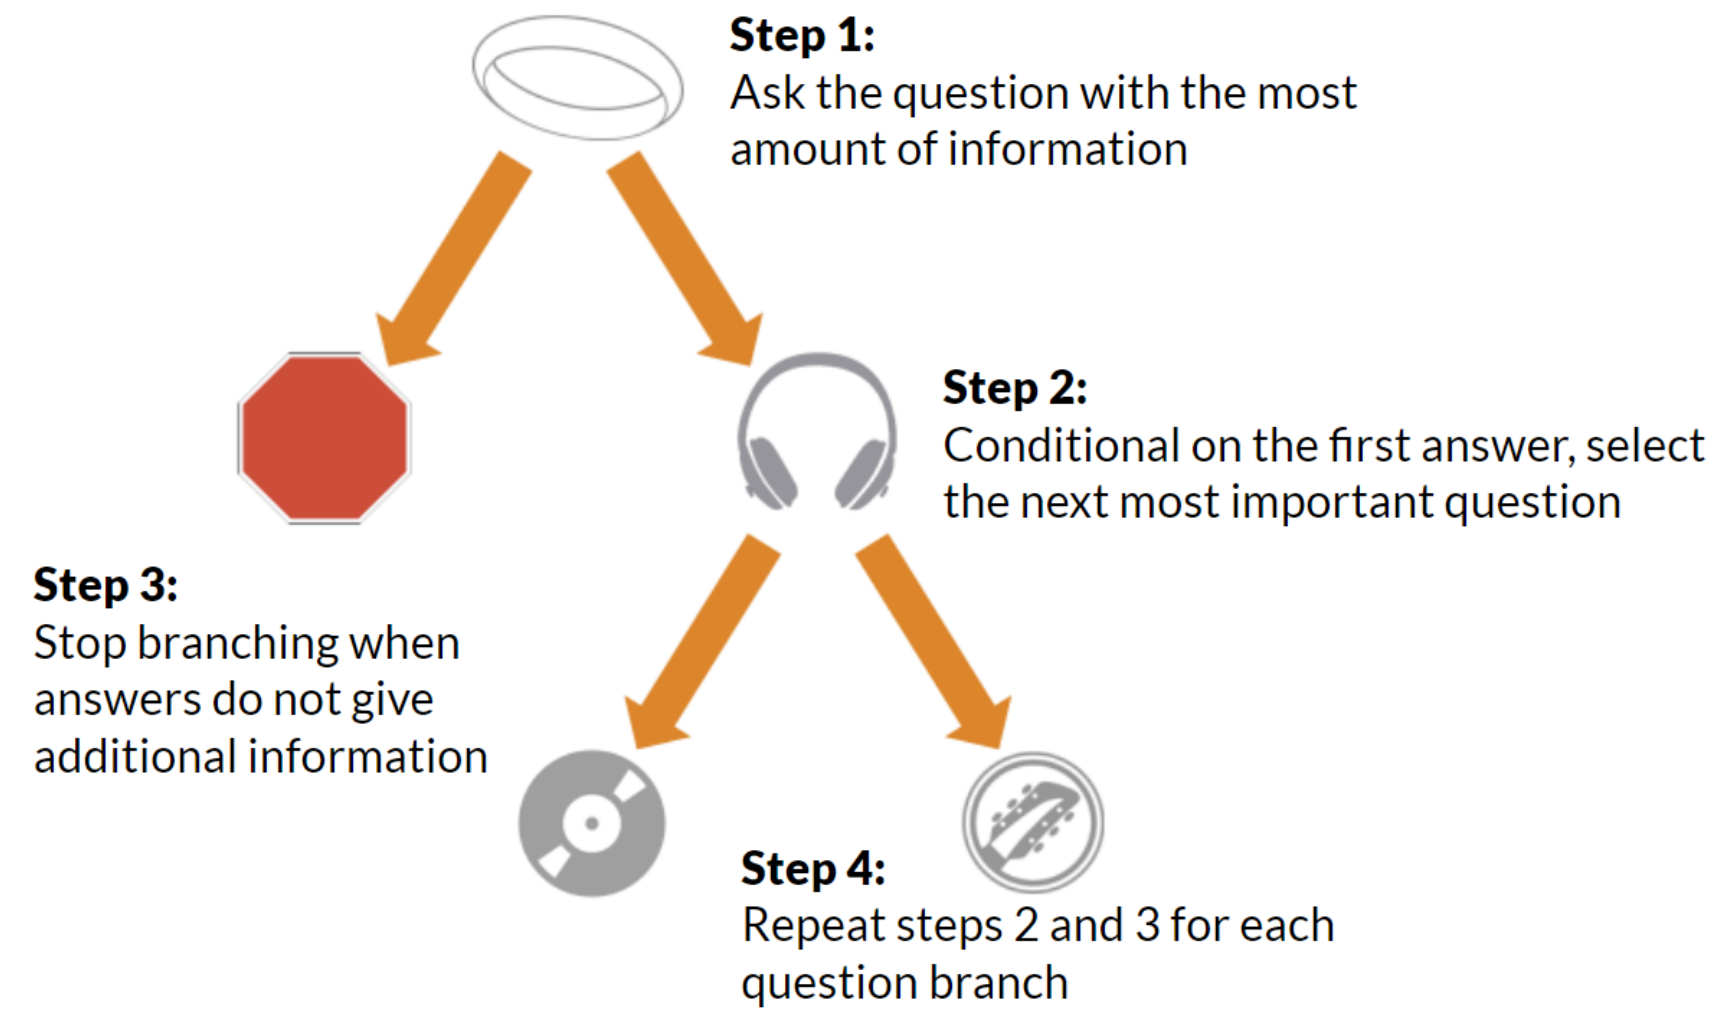 Step 1:
Ask the question with the most
amount of information
Step 2:
Conditional on the first answer, select
the next most important question
Step 3:
Stop branching when
answers do not give
additional information
Step 4:
Repeat steps 2 and 3 for each
question branch